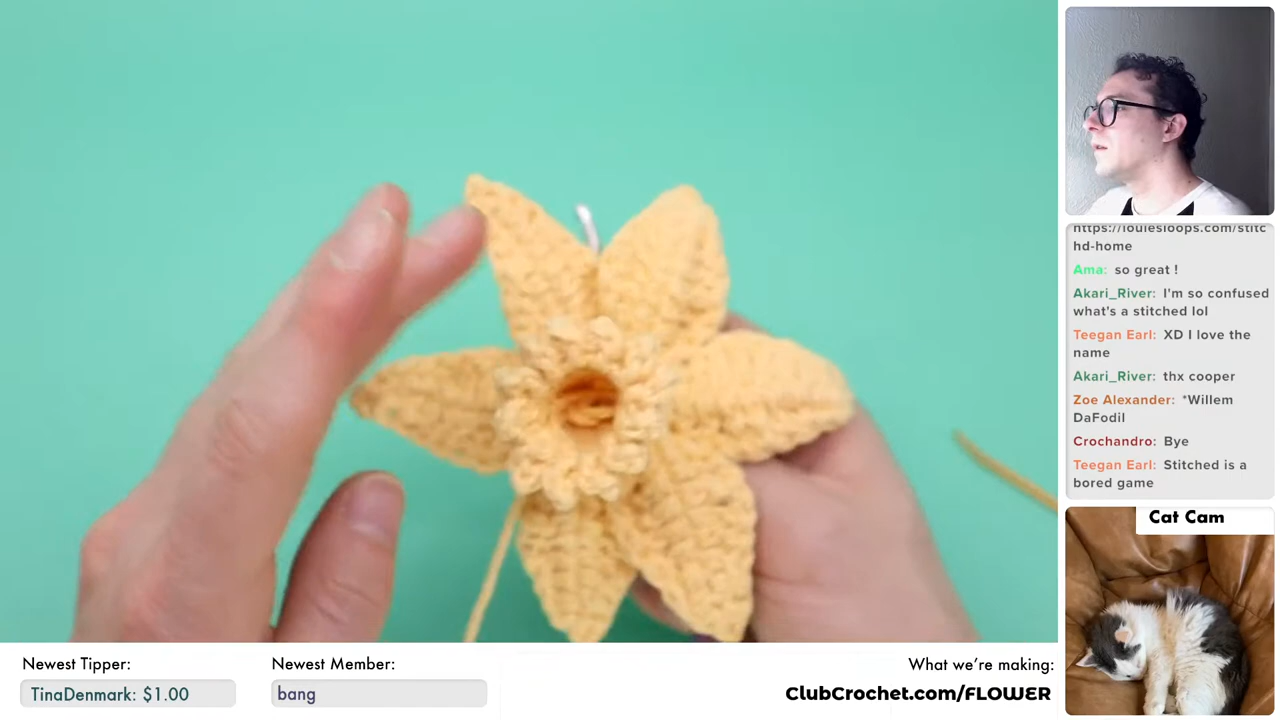 https://louiesloops.com/stitc
hd-home
Ama: so great !
Akari_River: I'm so confused
what's a stitched lol
Teegan Earl: XD I love the
name
Akari_River: thx cooper
Zoe Alexander: *Willem
DaFodil
Crochandro: Bye
Teegan Earl: Stitched is a
bored game
Cat Cam
Newest Tipper:
TinaDenmark: $1.00
Newest Member:
bang
What we're making:
ClubCrochet.com/FLOWER